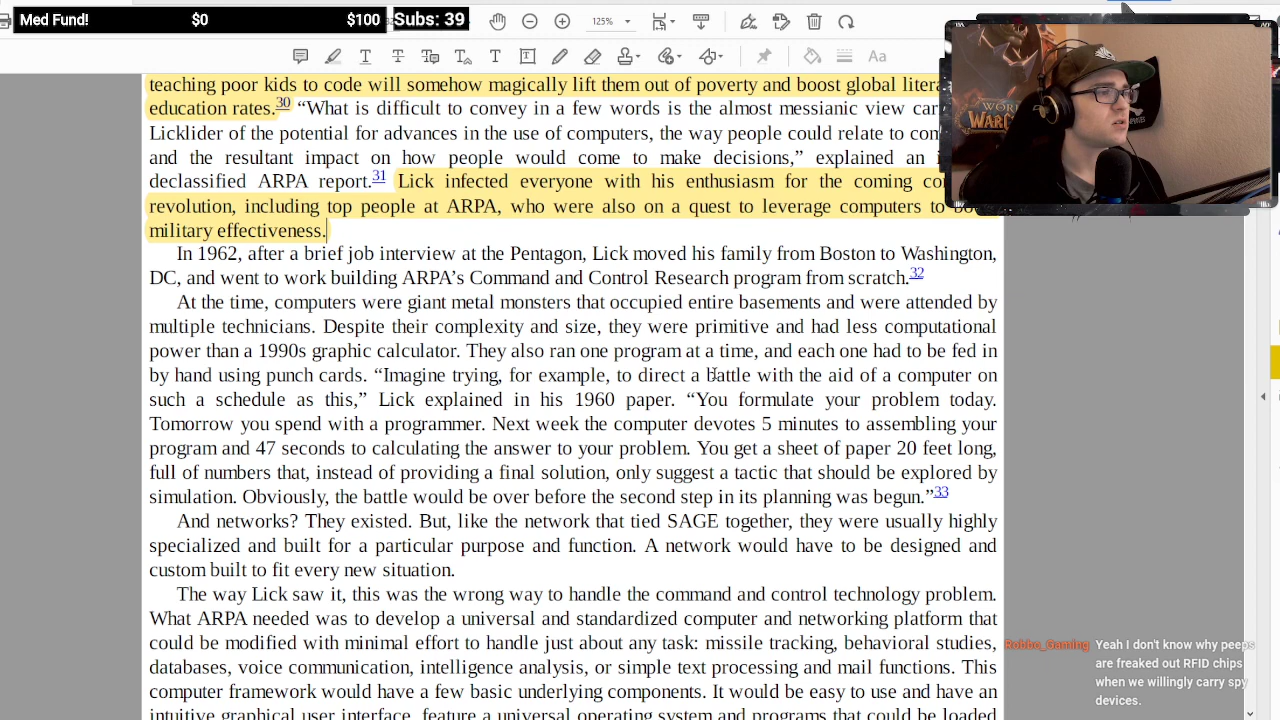 Med Fund! $0 $100 Subs: 39
125%
Aa
teaching poor kids to code will somehow magically lift them out of poverty and boost global
education rates.30 “What is difficult to convey in a few words is the almost messianic view
Licklider of the potential for advances in the use of computers, the way people could relate to
and the resultant impact on how people would come to make decisions,” explained an
declassified ARPA report.31 Lick infected everyone with his enthusiasm for the coming
revolution, including top people at ARPA, who were also on a quest to leverage computers to
military effectiveness.
In 1962, after a brief job interview at the Pentagon, Lick moved his family from Boston to Washington,
DC, and went to work building ARPA’s Command and Control Research program from scratch.32
At the time, computers were giant metal monsters that occupied entire basements and were attended by
multiple technicians. Despite their complexity and size, they were primitive and had less computational
power than a 1990s graphic calculator. They also ran one program at a time, and each one had to be fed in
by hand using punch cards. “Imagine trying, for example, to direct a battle with the aid of a computer on
such a schedule as this,” Lick explained in his 1960 paper. “You formulate your problem today.
Tomorrow you spend with a programmer. Next week the computer devotes 5 minutes to assembling your
program and 47 seconds to calculating the answer to your problem. You get a sheet of paper 20 feet long,
full of numbers that, instead of providing a final solution, only suggest a tactic that should be explored by
simulation. Obviously, the battle would be over before the second step in its planning was begun.”33
And networks? They existed. But, like the network that tied SAGE together, they were usually highly
specialized and built for a particular purpose and function. A network would have to be designed and
custom built to fit every new situation.
The way Lick saw it, this was the wrong way to handle the command and control technology problem.
What ARPA needed was to develop a universal and standardized computer and networking platform that
could be modified with minimal effort to handle just about any task: missile tracking, behavioral studies,
databases, voice communication, intelligence analysis, or simple text processing and mail functions. This
computer framework would have a few basic underlying components. It would be easy to use and have an
intuitive graphical user interface, feature a universal operating system and programs that could be loaded
Robbo_Gaming Yeah I don't know why peeps
are freaked out RFID chips
when we willingly carry spy
devices.